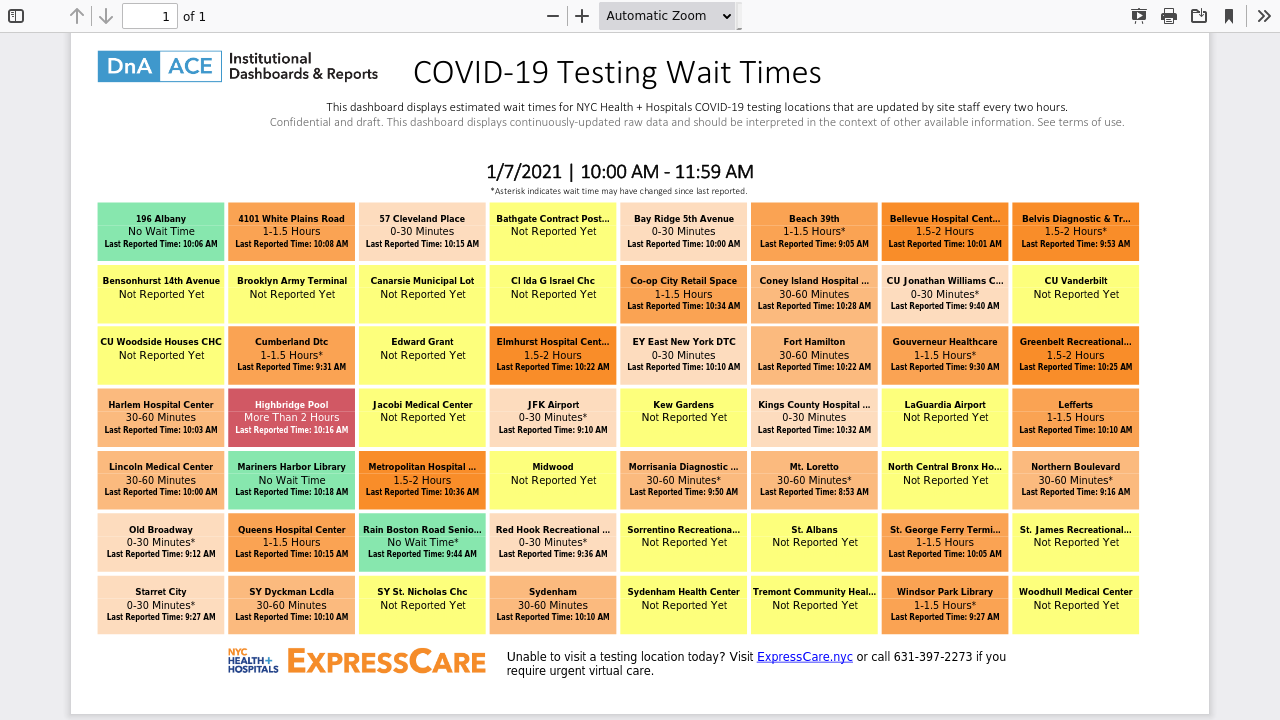 1 of 1
Automatic Zoom
DnA ACE Institutional
Dashboards & Reports
COVID-19 Testing Wait Times
This dashboard displays estimated wait times for NYC Health + Hospitals COVID-19 testing locations that are updated by site staff every two hours.
Confidential and draft. This dashboard displays continuously-updated raw data and should be interpreted in the context of other available information. See terms of use.
1/7/2021 | 10:00 AM - 11:59 AM
*Asterisk indicates wait time may have changed since last reported.
196 Albany
No Wait Time
Last Reported Time: 10:06 AM
4101 White Plains Road
1-1.5 Hours
Last Reported Time: 10:08 AM
57 Cleveland Place
0-30 Minutes
Last Reported Time: 10:15 AM
Bathgate Contract Post...
Not Reported Yet
Bay Ridge 5th Avenue
0-30 Minutes
Last Reported Time: 10:00 AM
Beach 39th
1-1.5 Hours*
Last Reported Time: 9:05 AM
Bellevue Hospital Cent...
1.5-2 Hours
Last Reported Time: 10:01 AM
Belvis Diagnostic & Tr...
1.5-2 Hours*
Last Reported Time: 9:53 AM
Bensonhurst 14th Avenue
Not Reported Yet
Brooklyn Army Terminal
Not Reported Yet
Canarsie Municipal Lot
Not Reported Yet
Cl Ida G Israel Chc
Not Reported Yet
Co-op City Retail Space
1-1.5 Hours
Last Reported Time: 10:34 AM
Coney Island Hospital ...
30-60 Minutes
Last Reported Time: 10:28 AM
CU Jonathan Williams C...
0-30 Minutes*
Last Reported Time: 9:40 AM
CU Vanderbilt
Not Reported Yet
CU Woodside Houses CHC
Not Reported Yet
Cumberland Dtc
1-1.5 Hours*
Last Reported Time: 9:31 AM
Edward Grant
Not Reported Yet
Elmhurst Hospital Cent...
1.5-2 Hours
Last Reported Time: 10:22 AM
EY East New York DTC
0-30 Minutes
Last Reported Time: 10:10 AM
Fort Hamilton
30-60 Minutes
Last Reported Time: 10:22 AM
Gouverneur Healthcare
1-1.5 Hours*
Last Reported Time: 9:30 AM
Greenbelt Recreational...
1.5-2 Hours
Last Reported Time: 10:25 AM
Harlem Hospital Center
30-60 Minutes
Last Reported Time: 10:03 AM
Highbridge Pool
More Than 2 Hours
Last Reported Time: 10:16 AM
Jacobi Medical Center
Not Reported Yet
JFK Airport
0-30 Minutes*
Last Reported Time: 9:10 AM
Kew Gardens
Not Reported Yet
Kings County Hospital ...
0-30 Minutes
Last Reported Time: 10:32 AM
LaGuardia Airport
Not Reported Yet
Lefferts
1-1.5 Hours
Last Reported Time: 10:10 AM
Lincoln Medical Center
30-60 Minutes
Last Reported Time: 10:00 AM
Mariners Harbor Library
No Wait Time
Last Reported Time: 10:18 AM
Metropolitan Hospital ...
1.5-2 Hours
Last Reported Time: 10:36 AM
Midwood
Not Reported Yet
Morrisania Diagnostic ...
30-60 Minutes*
Last Reported Time: 9:50 AM
Mt. Loretto
30-60 Minutes*
Last Reported Time: 8:53 AM
North Central Bronx Ho...
Not Reported Yet
Northern Boulevard
30-60 Minutes*
Last Reported Time: 9:16 AM
Old Broadway
0-30 Minutes*
Last Reported Time: 9:12 AM
Queens Hospital Center
1-1.5 Hours
Last Reported Time: 10:15 AM
Rain Boston Road Senio...
No Wait Time*
Last Reported Time: 9:44 AM
Red Hook Recreational ...
0-30 Minutes*
Last Reported Time: 9:36 AM
Sorrentino Recreationa...
Not Reported Yet
St. Albans
Not Reported Yet
St. George Ferry Termi...
1-1.5 Hours
Last Reported Time: 10:05 AM
St. James Recreational...
Not Reported Yet
Starret City
0-30 Minutes*
Last Reported Time: 9:27 AM
SY Dyckman Lcdla
30-60 Minutes
Last Reported Time: 10:10 AM
SY St. Nicholas Chc
Not Reported Yet
Sydenham
30-60 Minutes
Last Reported Time: 10:10 AM
Sydenham Health Center
Not Reported Yet
Tremont Community Heal...
Not Reported Yet
Windsor Park Library
1-1.5 Hours*
Last Reported Time: 9:27 AM
Woodhull Medical Center
Not Reported Yet
NYC
HEALTH+
HOSPITALS
EXPRESSCARE
Unable to visit a testing location today? Visit ExpressCare.nyc or call 631-397-2273 if you
require urgent virtual care.